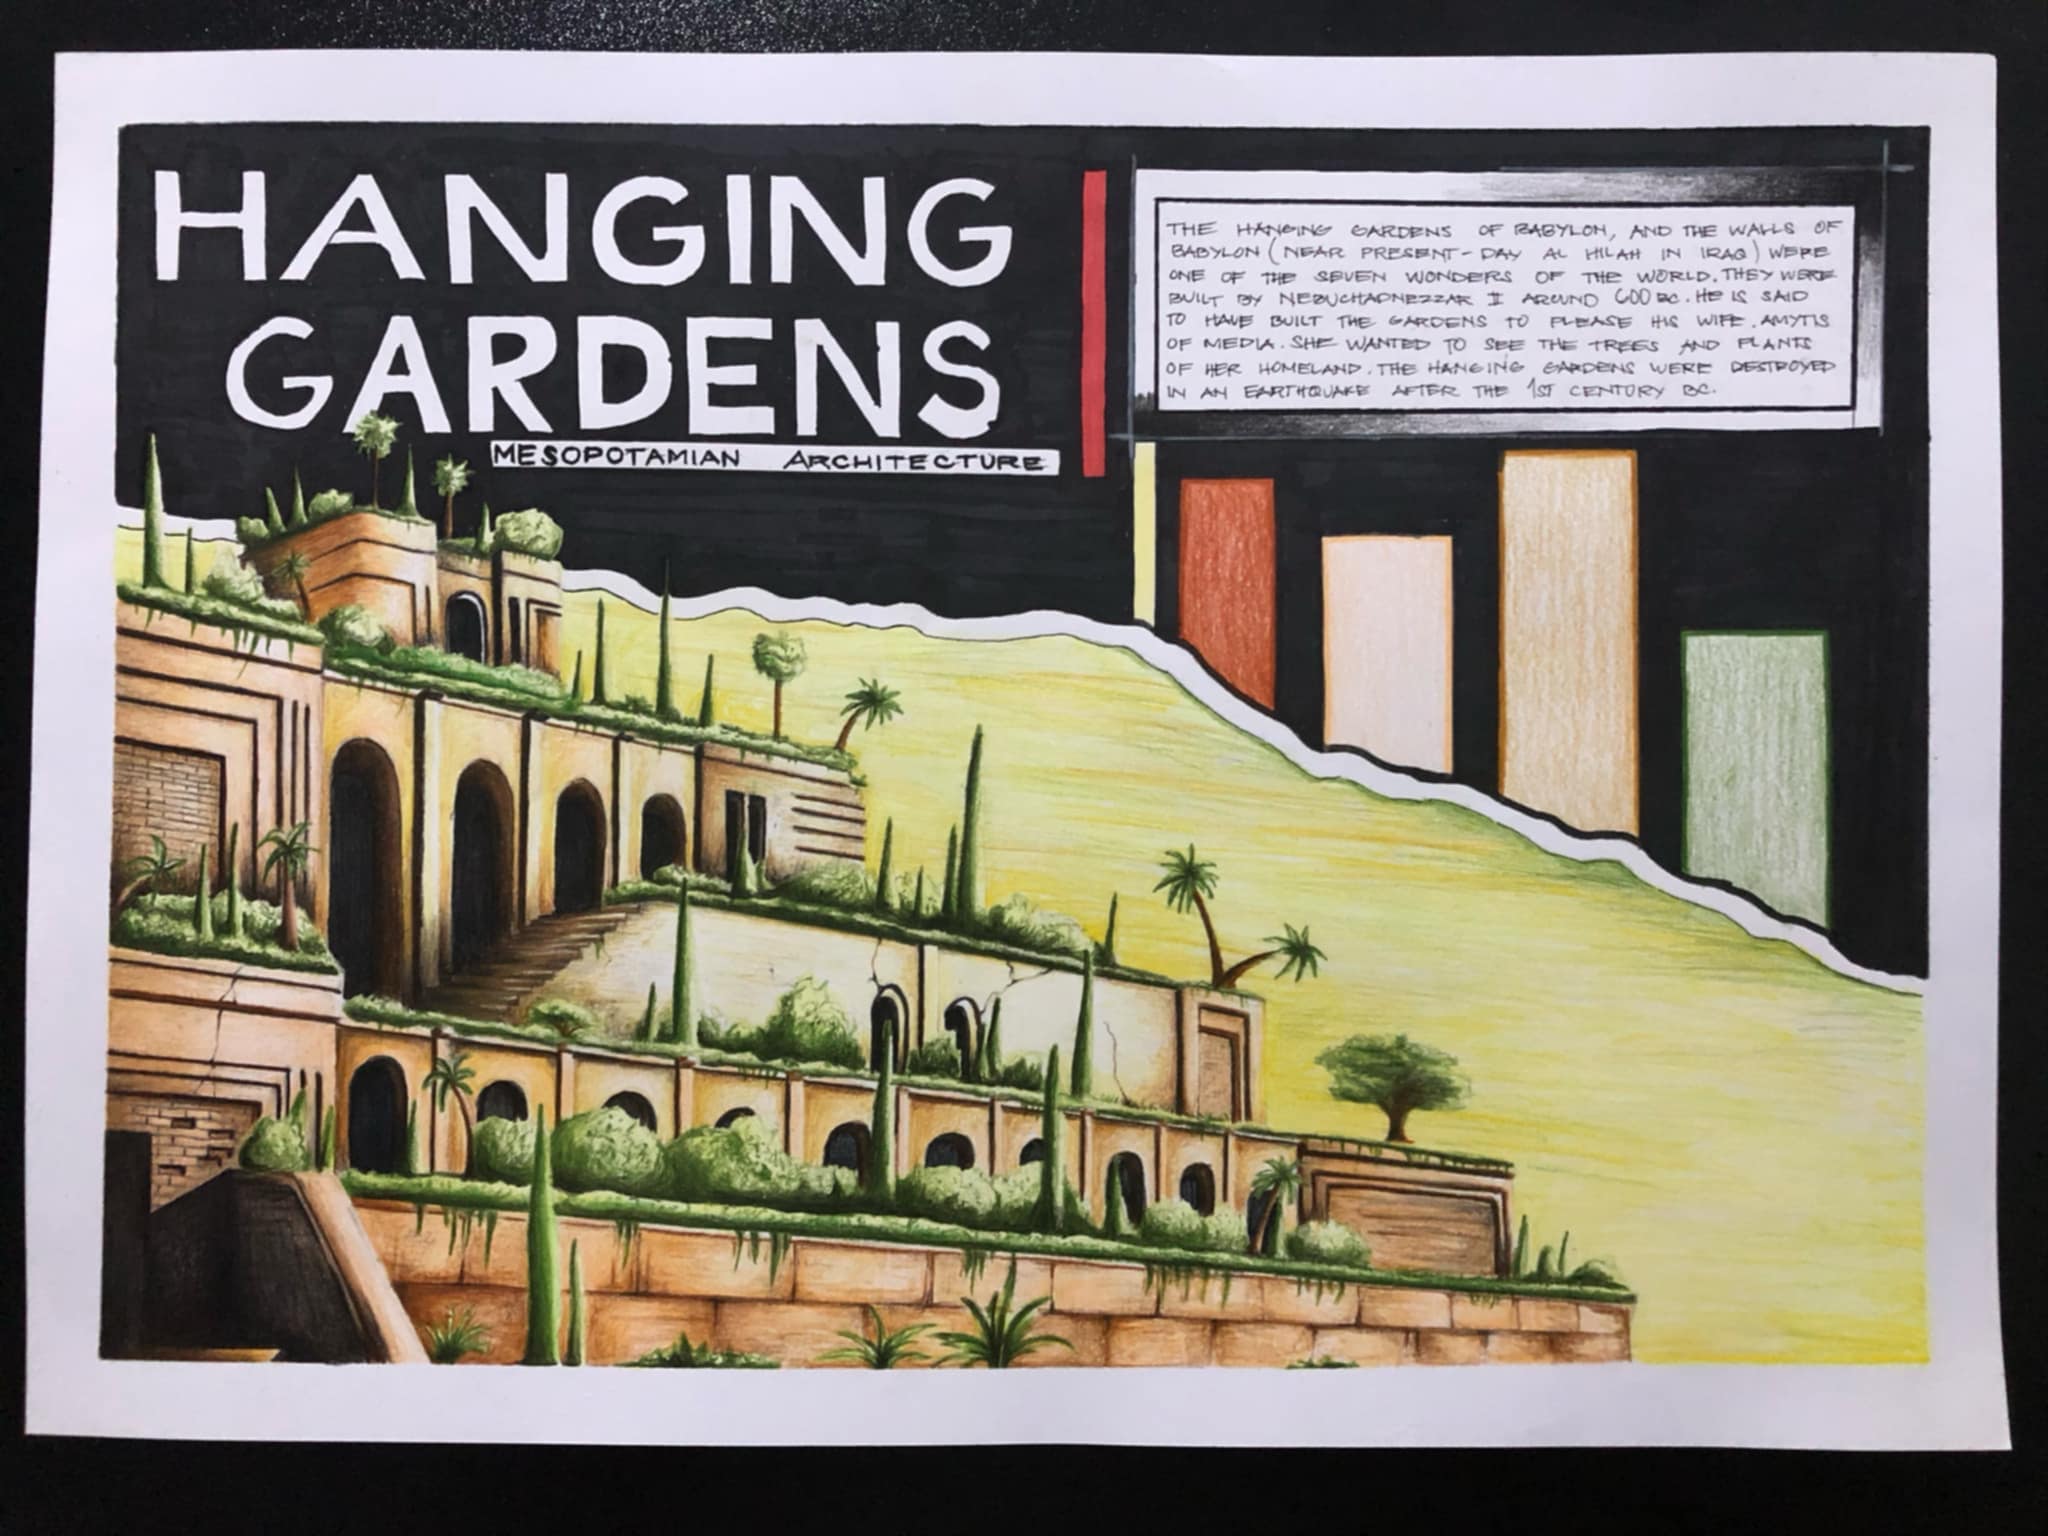 HANGING
GARDENS
MESOPOTAMIAN ARCHITECTURE
THE HANGING GARDENS OF BABYLON, AND THE WALLS OF
BABYLON (NEAR PRESENT-DAY AL HILAH IN IRAQ) WERE
ONE OF THE SEVEN WONDERS OF THE WORLD. THEY WERE
BUILT BY NEBUCHADNEZZAR II AROUND 600 BC. HE IS SAID
TO HAVE BUILT THE GARDENS TO PLEASE HIS WIFE. AMYTIS
OF MEDIA. SHE WANTED TO SEE THE TREES AND PLANTS
OF HER HOMELAND. THE HANGING GARDENS WERE DESTROYED
IN AN EARTHQUAKE AFTER THE 1ST CENTURY BC.